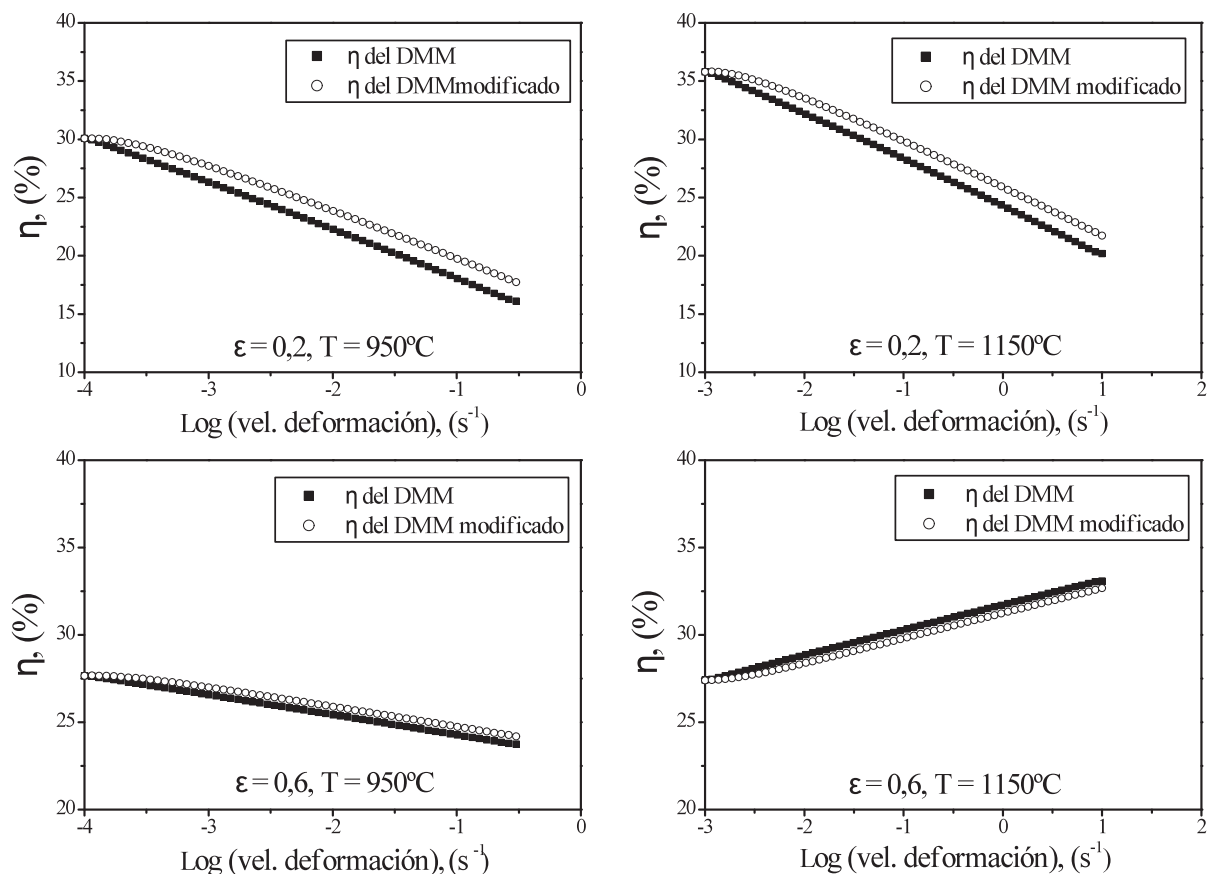 40
35
30
25
20
15
10
η, (%)
η del DMM
η del DMMmodificado
ε = 0,2, T = 950ºC
-4
-3
-2
-1
0
Log (vel. deformación), (s⁻¹)
40
35
30
25
20
15
10
η, (%)
η del DMM
η del DMM modificado
ε = 0,2, T = 1150ºC
-3
-2
-1
0
1
2
Log (vel. deformación), (s⁻¹)
40
35
30
25
20
η, (%)
η del DMM
η del DMM modificado
ε = 0,6, T = 950ºC
-4
-3
-2
-1
0
Log (vel. deformación), (s⁻¹)
40
35
30
25
20
η, (%)
η del DMM
η del DMM modificado
ε = 0,6, T = 1150ºC
-3
-2
-1
0
1
2
Log (vel. deformación), (s⁻¹)